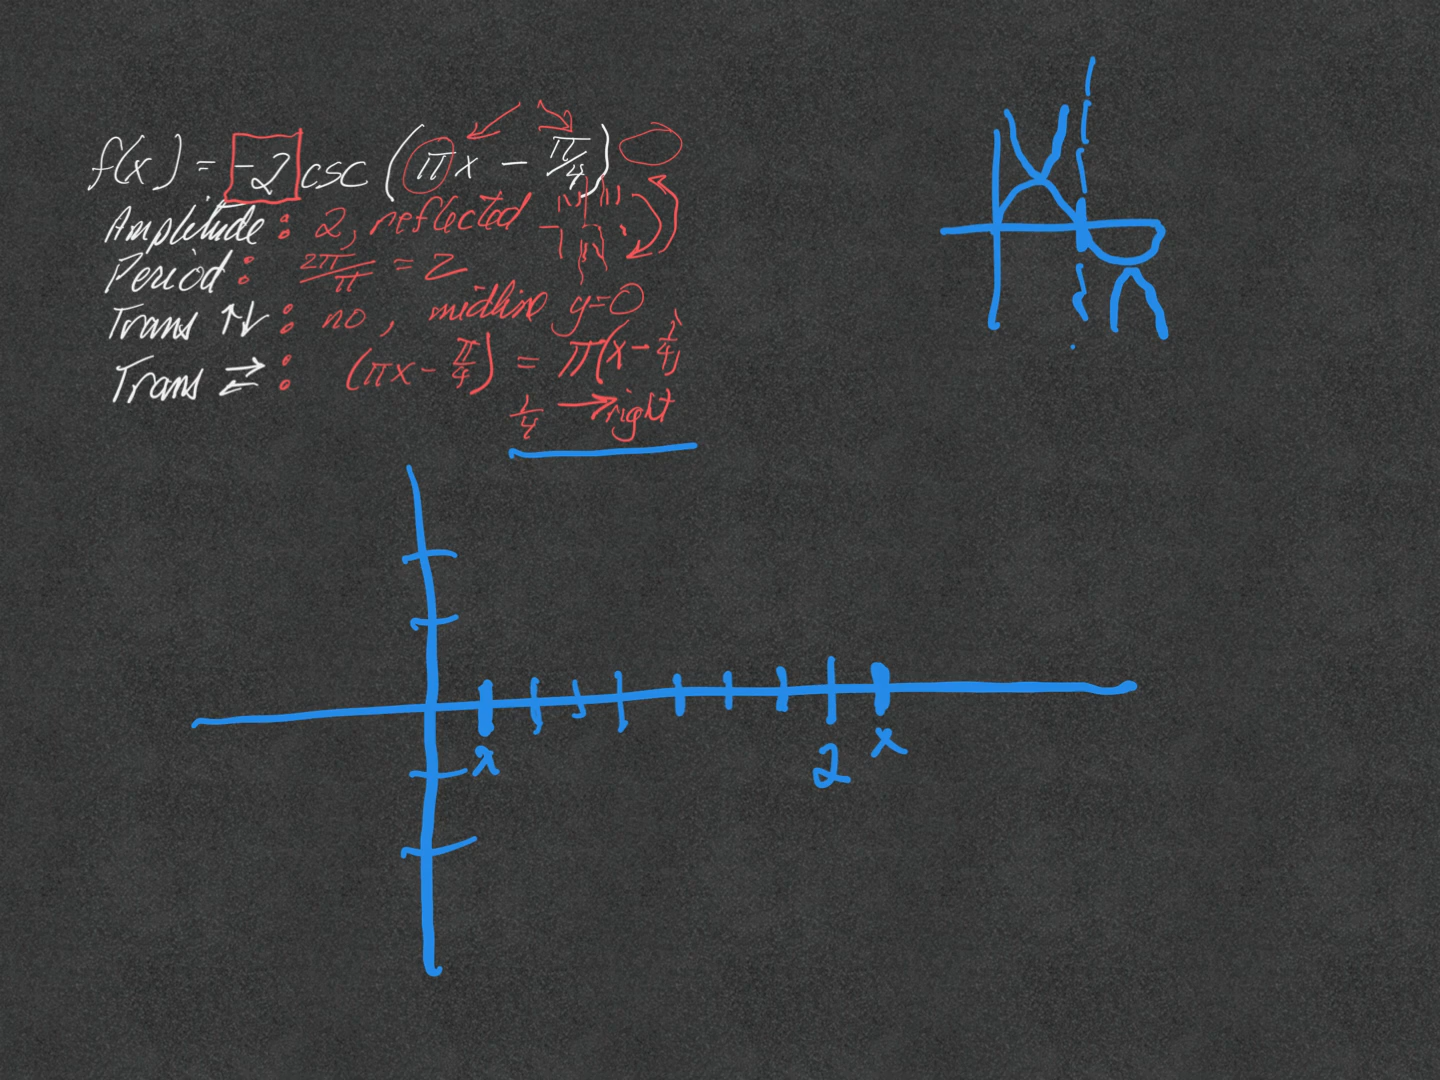 f(x) = -2 csc (πx - π/4)
Amplitude: 2, reflected
Period: 2π/π = 2
Trans ↑↓: no, midline y=0
Trans ⇄: (πx - π/4) = π(x - 1/4)
1/4 → right
x
2 x